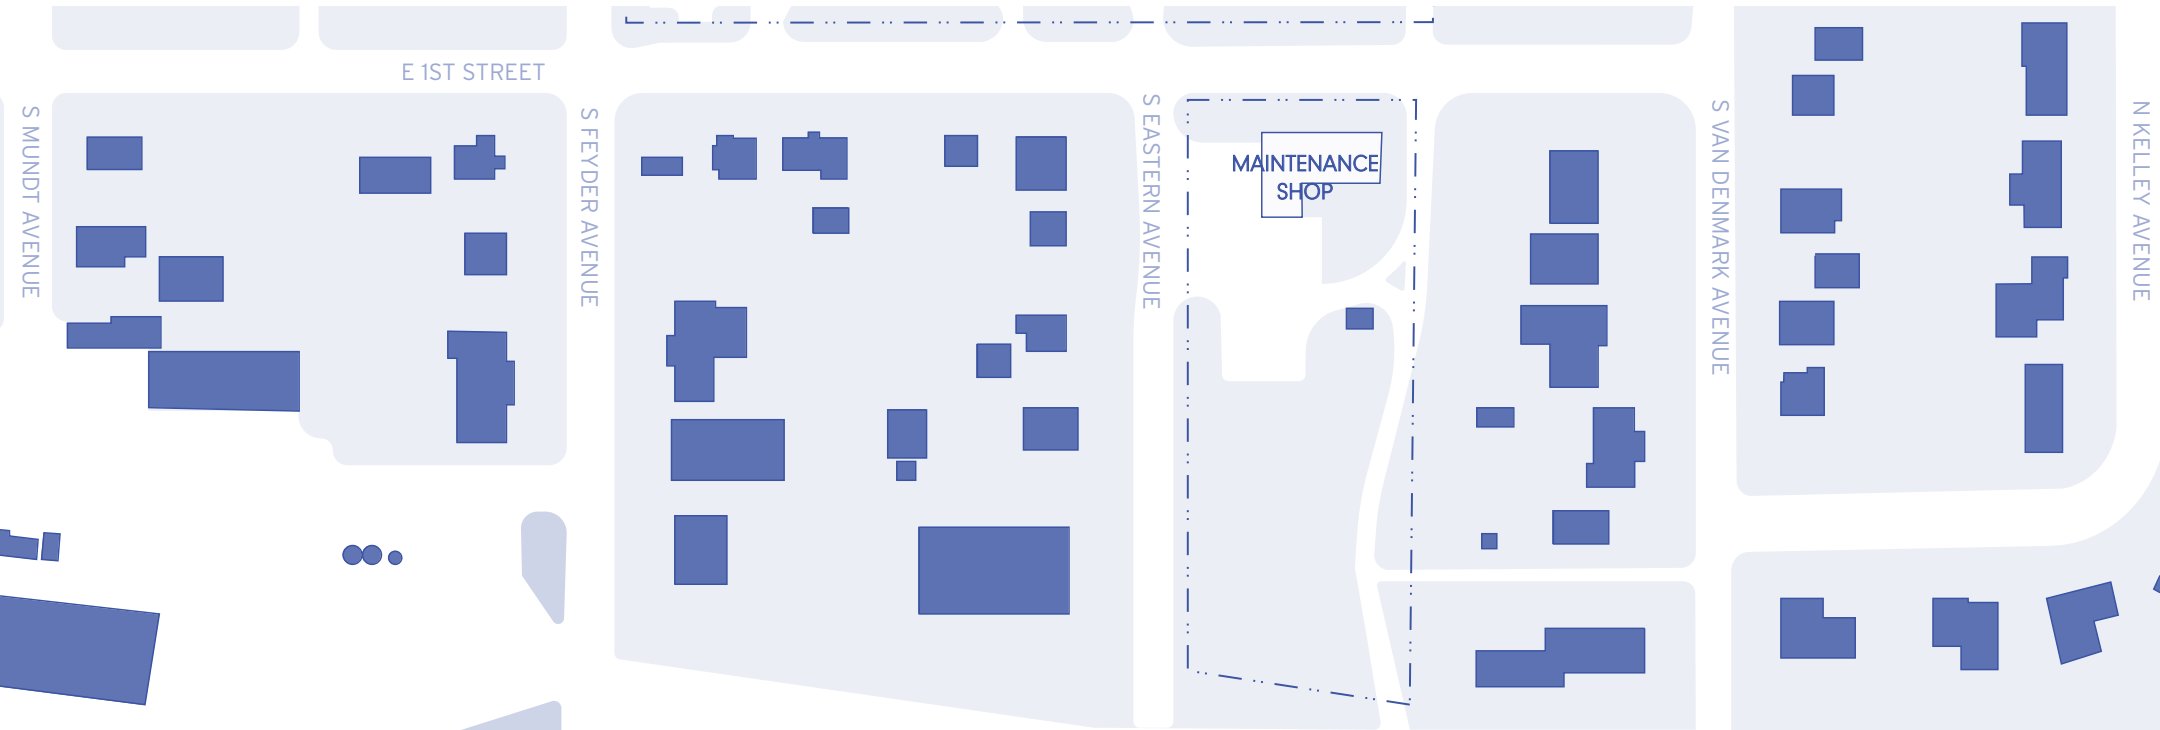 E 1ST STREET
S MUNDT AVENUE
S FEYDER AVENUE
S EASTERN AVENUE
MAINTENANCE
SHOP
S VAN DENMARK AVENUE
N KELLEY AVENUE